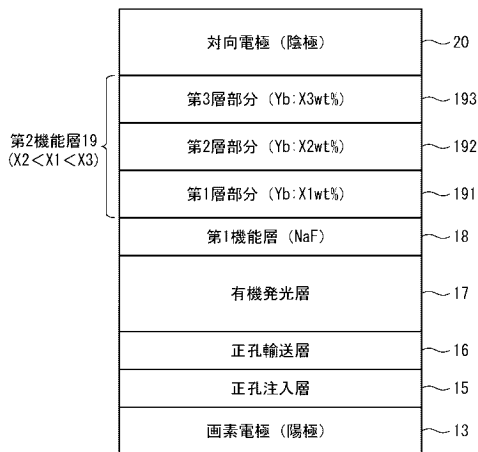 対向電極（陰極） 20
第3層部分（Yb:X3wt%） 193
第2機能層19
(X2＜X1＜X3)
第2層部分（Yb:X2wt%） 192
第1層部分（Yb:X1wt%） 191
第1機能層（NaF） 18
有機発光層 17
正孔輸送層 16
正孔注入層 15
画素電極（陽極） 13